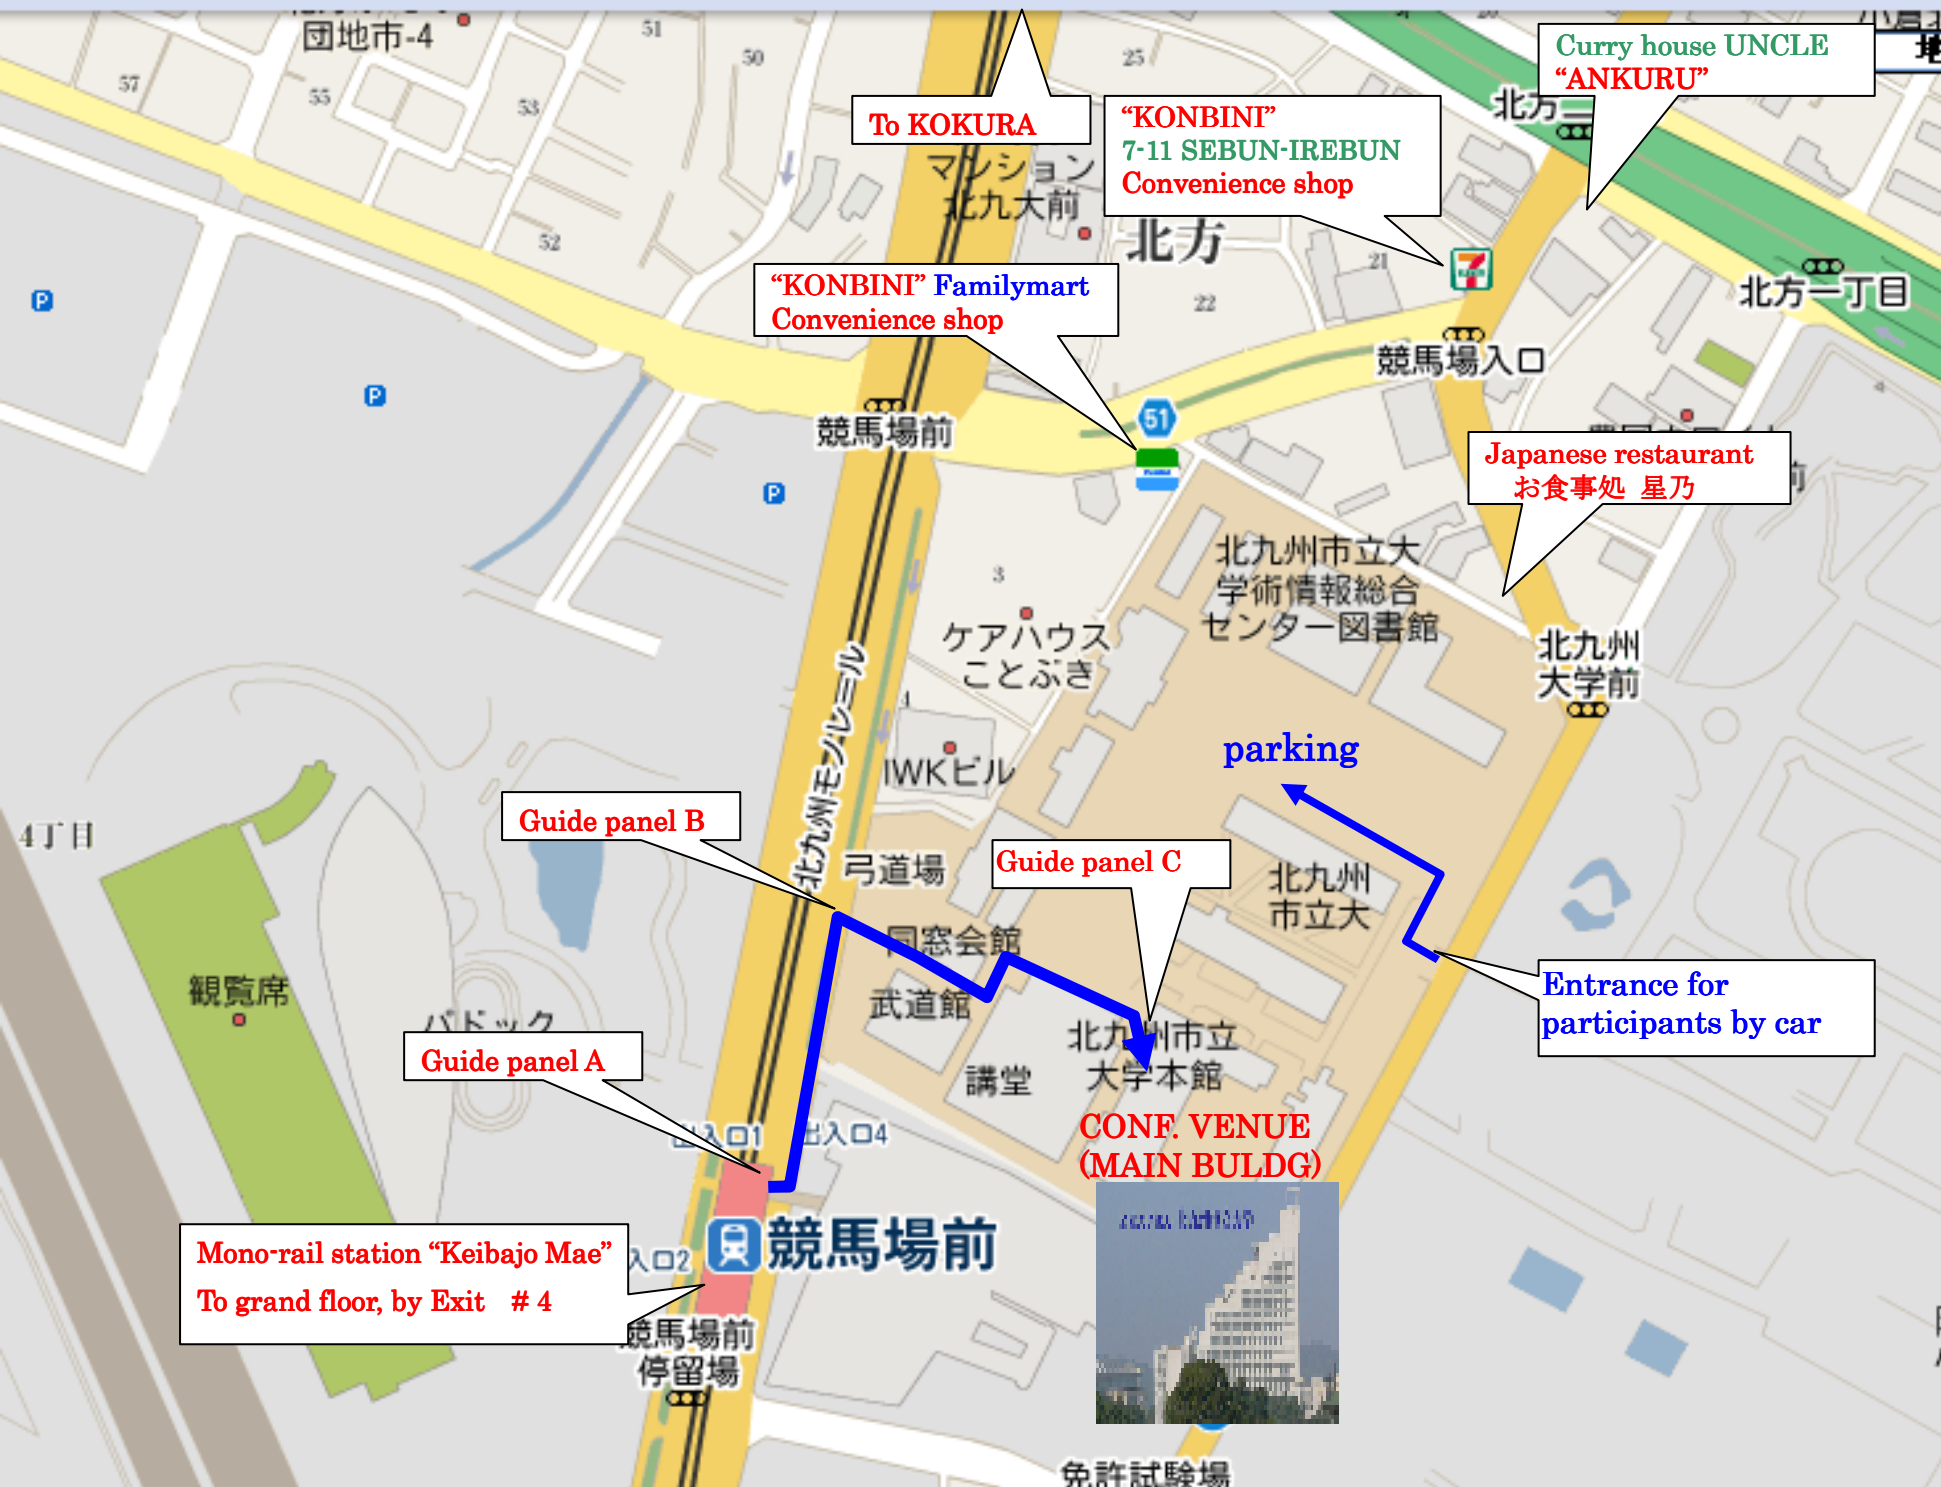 団地市-4
51
50
25
57
55
53
52
To KOKURA
マンション
北九大前
“KONBINI”
7-11 SEBUN-IREBUN
Convenience shop
Curry house UNCLE
“ANKURU”
北方
21
22
北方一丁目
4
“KONBINI” Familymart
Convenience shop
競馬場入口
51
競馬場前
P
P
P
Japanese restaurant
お食事処 星乃
前
北九州市立大
学術情報総合
センター図書館
3
ケアハウス
ことぶき
北九州
大学前
4
IWKビル
北九州モノレール
parking
4丁目
Guide panel B
弓道場
Guide panel C
北九州
市立大
同窓会館
武道館
観覧席
パドック
Entrance for
participants by car
Guide panel A
北九州市立
大学本館
講堂
CONF. VENUE
(MAIN BULDG)
出入口1
出入口4
Mono-rail station “Keibajo Mae”
To grand floor, by Exit # 4
入口2
競馬場前
競馬場前
停留場
免許試験場